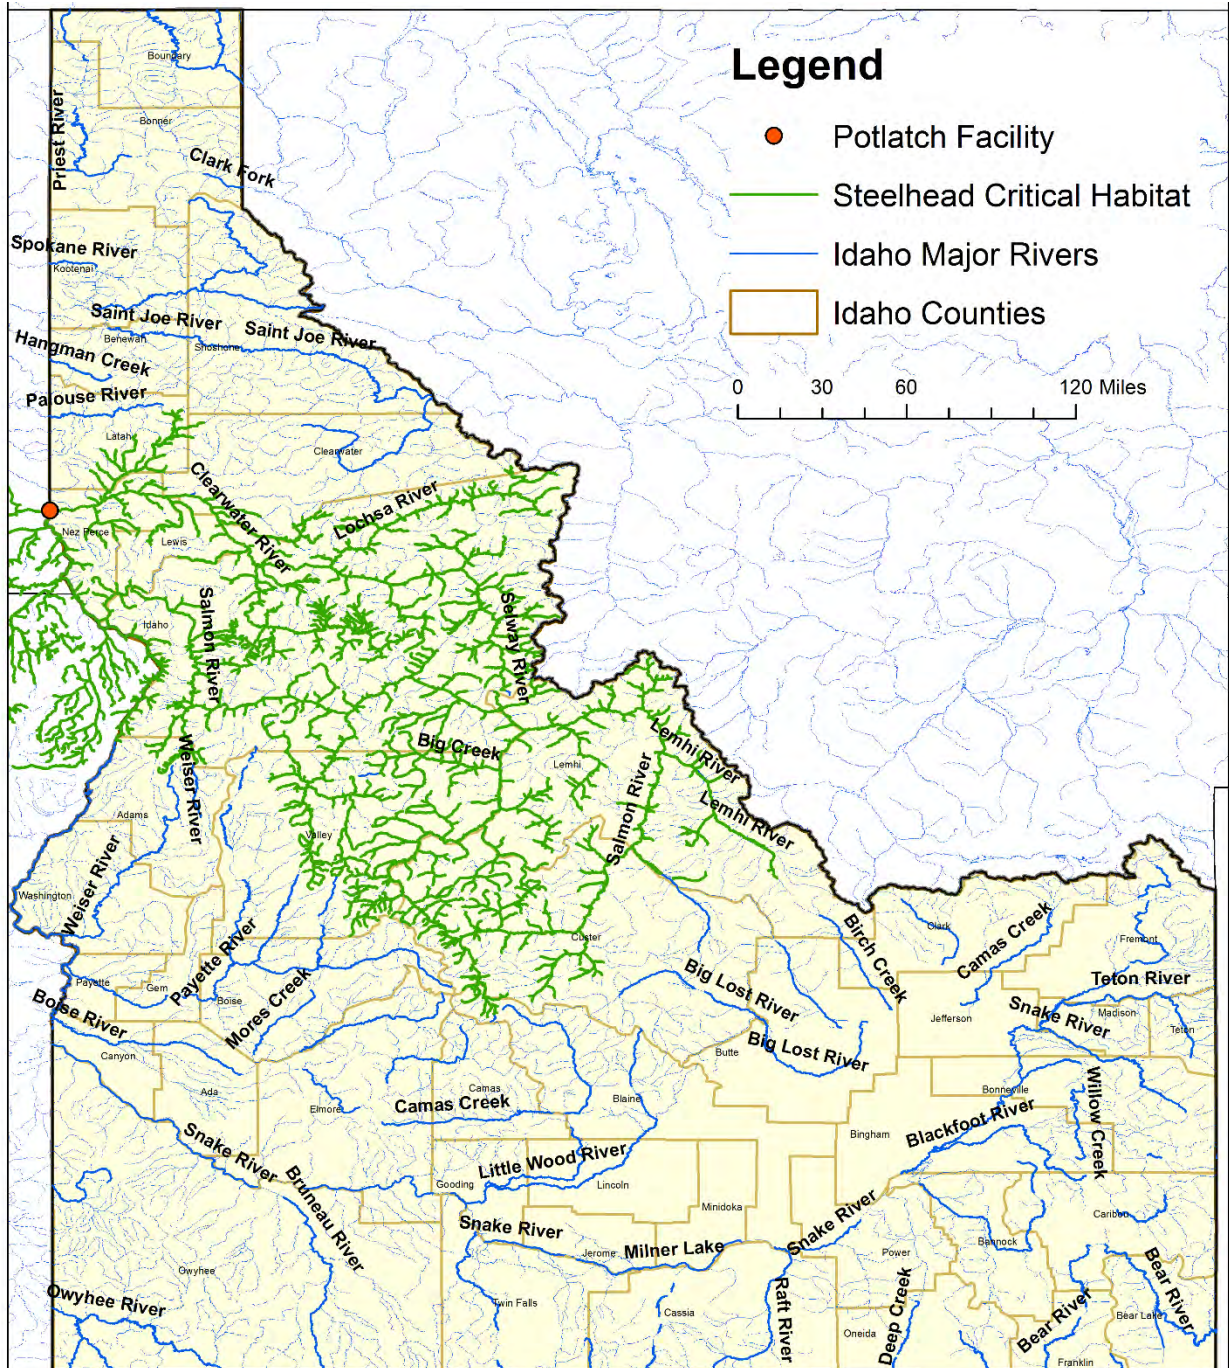 Legend
Potlatch Facility
Steelhead Critical Habitat
Idaho Major Rivers
Idaho Counties
0 30 60 120 Miles
Boundary
Bonner
Priest River
Clark Fork
Spokane River
Kootenai
Saint Joe River
Saint Joe River
Benewah
Shoshone
Hangman Creek
Palouse River
Latah
Clearwater
Clearwater River
Lochsa River
Nez Perce
Lewis
Idaho
Salmon River
Selway River
Weiser River
Big Creek
Lemhi
Lemhi River
Lemhi River
Salmon River
Adams
Valley
Weiser River
Washington
Custer
Birch Creek
Clark
Camas Creek
Fremont
Teton River
Payette
Gem
Payette River
Boise
Mores Creek
Boise River
Big Lost River
Big Lost River
Butte
Jefferson
Snake River
Madison
Teton
Canyon
Ada
Elmore
Camas
Camas Creek
Blaine
Bonneville
Willow Creek
Bingham
Blackfoot River
Snake River
Bruneau River
Gooding
Little Wood River
Lincoln
Minidoka
Snake River
Jerome
Milner Lake
Snake River
Power
Bannock
Caribou
Owyhee
Owyhee River
Twin Falls
Cassia
Raft River
Oneida
Deep Creek
Bear River
Franklin
Bear Lake
Bear River